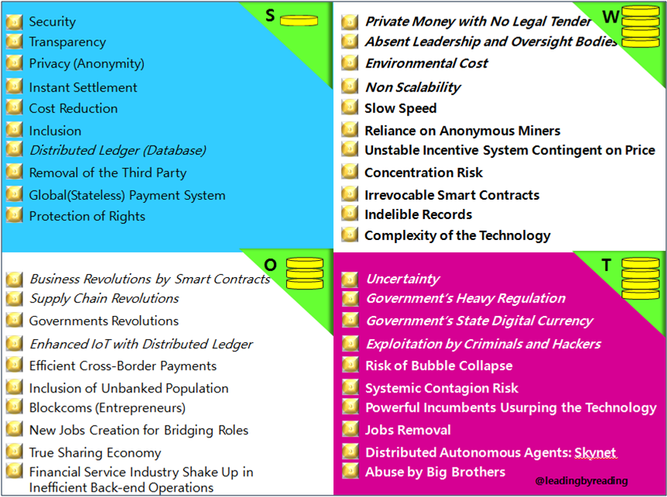 S
Security
Transparency
Privacy (Anonymity)
Instant Settlement
Cost Reduction
Inclusion
Distributed Ledger (Database)
Removal of the Third Party
Global(Stateless) Payment System
Protection of Rights
W
Private Money with No Legal Tender
Absent Leadership and Oversight Bodies
Environmental Cost
Non Scalability
Slow Speed
Reliance on Anonymous Miners
Unstable Incentive System Contingent on Price
Concentration Risk
Irrevocable Smart Contracts
Indelible Records
Complexity of the Technology
O
Business Revolutions by Smart Contracts
Supply Chain Revolutions
Governments Revolutions
Enhanced IoT with Distributed Ledger
Efficient Cross-Border Payments
Inclusion of Unbanked Population
Blockcoms (Entrepreneurs)
New Jobs Creation for Bridging Roles
True Sharing Economy
Financial Service Industry Shake Up in
Inefficient Back-end Operations
T
Uncertainty
Government's Heavy Regulation
Government's State Digital Currency
Exploitation by Criminals and Hackers
Risk of Bubble Collapse
Systemic Contagion Risk
Powerful Incumbents Usurping the Technology
Jobs Removal
Distributed Autonomous Agents: Skynet
Abuse by Big Brothers
@leadingbyreading